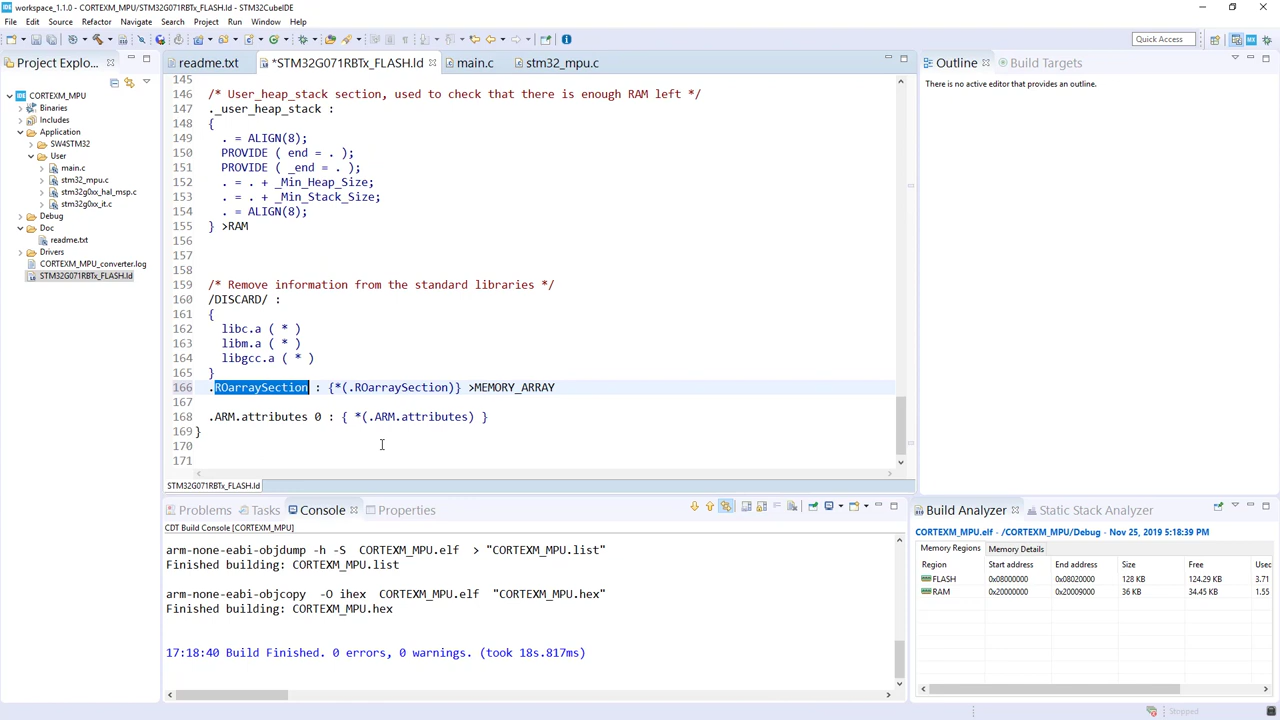 workspace_1.1.0 - CORTEXM_MPU/STM32G071RBTx_FLASH.ld - STM32CubeIDE
File Edit Source Refactor Navigate Search Project Run Window Help
Quick Access
Project Explo...
CORTEXM_MPU
Binaries
Includes
Application
SW4STM32
User
main.c
stm32_mpu.c
stm32g0xx_hal_msp.c
stm32g0xx_it.c
Debug
Doc
readme.txt
Drivers
CORTEXM_MPU_converter.log
STM32G071RBTx_FLASH.ld
readme.txt *STM32G071RBTx_FLASH.ld main.c stm32_mpu.c
145
146 /* User_heap_stack section, used to check that there is enough RAM left */
147 ._user_heap_stack :
148 {
149 . = ALIGN(8);
150 PROVIDE ( end = . );
151 PROVIDE ( _end = . );
152 . = . + _Min_Heap_Size;
153 . = . + _Min_Stack_Size;
154 . = ALIGN(8);
155 } >RAM
156
157
158
159 /* Remove information from the standard libraries */
160 /DISCARD/ :
161 {
162 libc.a ( * )
163 libm.a ( * )
164 libgcc.a ( * )
165 }
166 .ROarraySection : {*(.ROarraySection)} >MEMORY_ARRAY
167
168 .ARM.attributes 0 : { *(.ARM.attributes) }
169 }
170
171
STM32G071RBTx_FLASH.ld
Outline Build Targets
There is no active editor that provides an outline.
Problems Tasks Console Properties
CDT Build Console [CORTEXM_MPU]
arm-none-eabi-objdump -h -S CORTEXM_MPU.elf > "CORTEXM_MPU.list"
Finished building: CORTEXM_MPU.list
arm-none-eabi-objcopy -O ihex CORTEXM_MPU.elf "CORTEXM_MPU.hex"
Finished building: CORTEXM_MPU.hex
17:18:40 Build Finished. 0 errors, 0 warnings. (took 18s.817ms)
Build Analyzer Static Stack Analyzer
CORTEXM_MPU.elf - /CORTEXM_MPU/Debug - Nov 25, 2019 5:18:39 PM
Memory Regions Memory Details
Region Start address End address Size Free Used
FLASH 0x08000000 0x08020000 128 KB 124.29 KB 3.71
RAM 0x20000000 0x20009000 36 KB 34.45 KB 1.55
Stopped